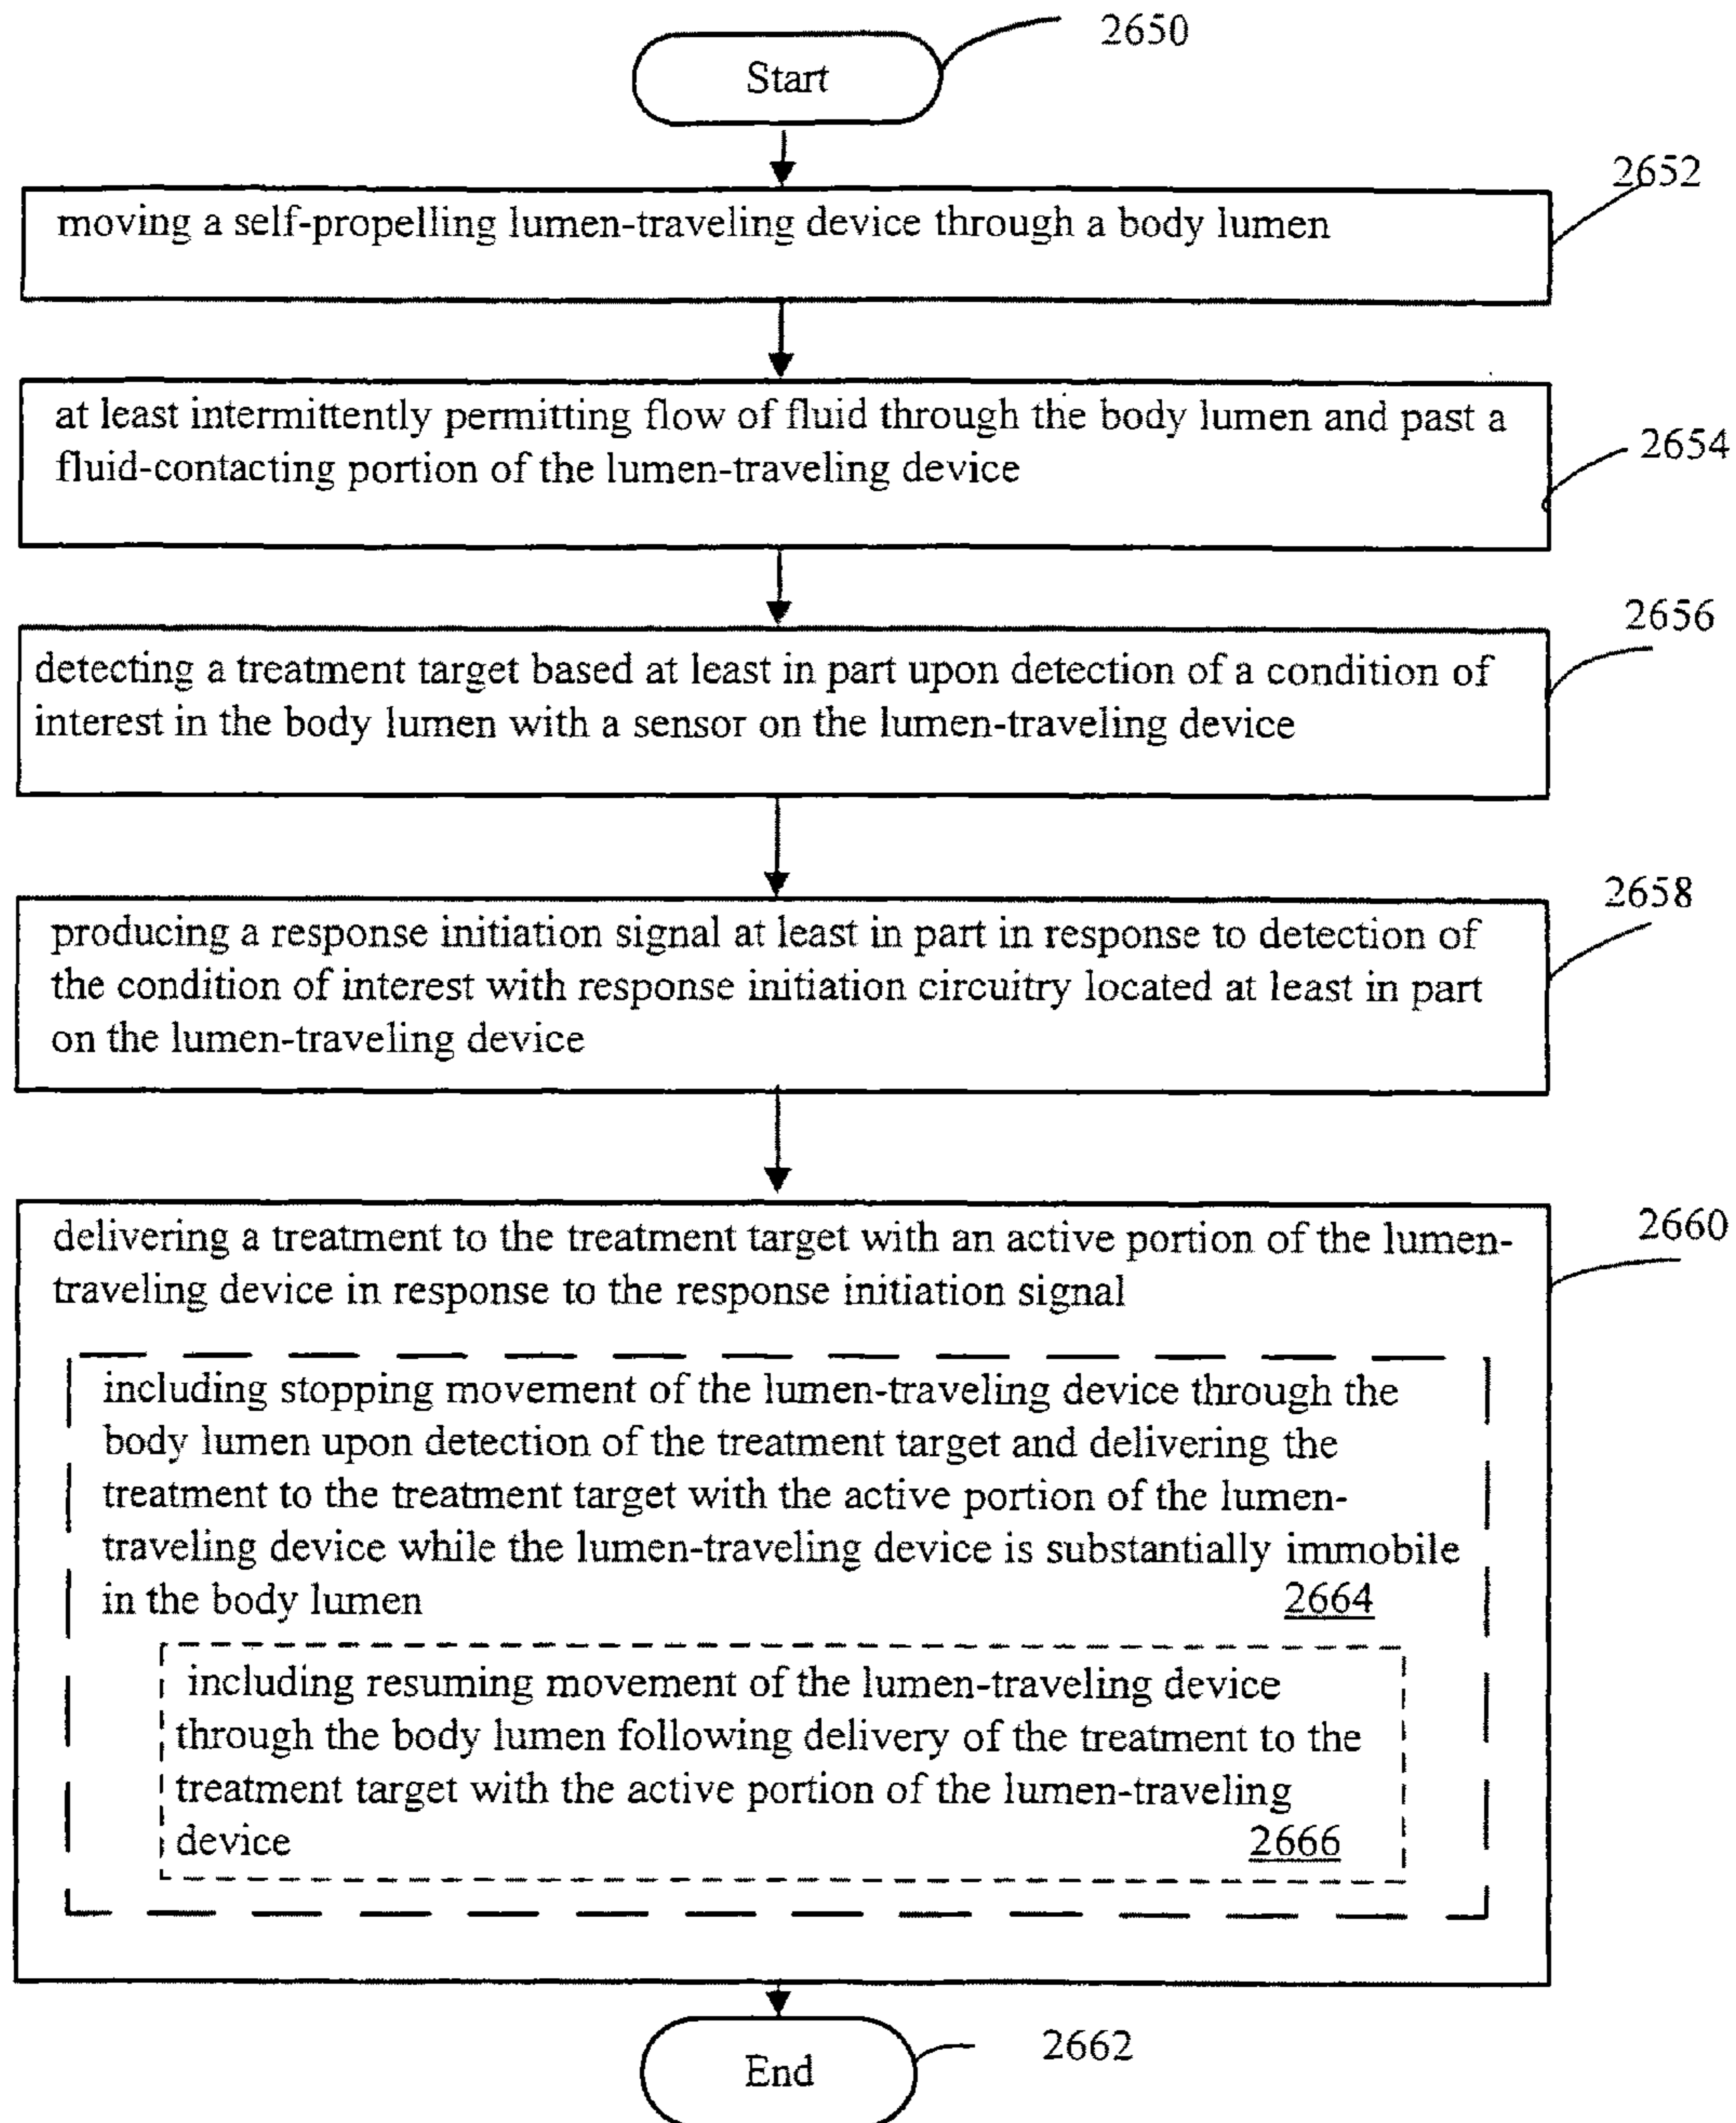 2650
Start
2652
moving a self-propelling lumen-traveling device through a body lumen
at least intermittently permitting flow of fluid through the body lumen and past a
fluid-contacting portion of the lumen-traveling device
2654
2656
detecting a treatment target based at least in part upon detection of a condition of
interest in the body lumen with a sensor on the lumen-traveling device
2658
producing a response initiation signal at least in part in response to detection of
the condition of interest with response initiation circuitry located at least in part
on the lumen-traveling device
2660
delivering a treatment to the treatment target with an active portion of the lumen-
traveling device in response to the response initiation signal
including stopping movement of the lumen-traveling device through the
body lumen upon detection of the treatment target and delivering the
treatment to the treatment target with the active portion of the lumen-
traveling device while the lumen-traveling device is substantially immobile
in the body lumen 2664
including resuming movement of the lumen-traveling device
through the body lumen following delivery of the treatment to the
treatment target with the active portion of the lumen-traveling
device 2666
2662
End